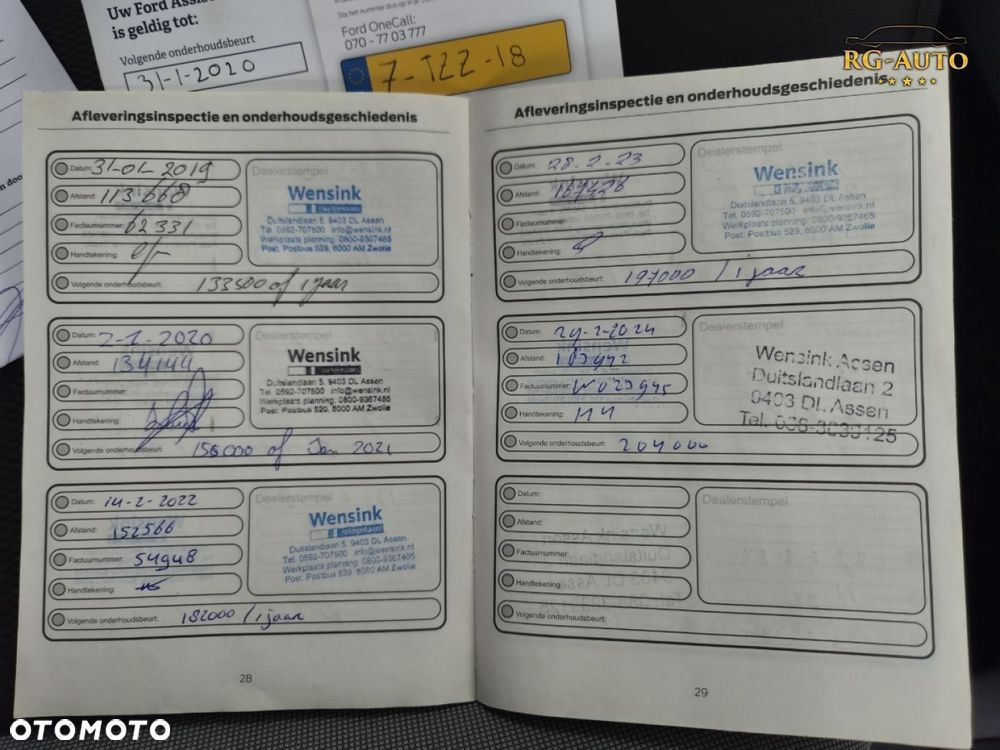 Uw Ford Assis
is geldig tot:
Volgende onderhoudsbeurt
31-1-2020
Ford OneCall:
070 - 77 03 777
7-TZZ-18
RG-AUTO
Afleveringsinspectie en onderhoudsgeschiedenis
Datum: 31-01-2019
Afstand: 113668
Factuurnummer: 62331
Handtekening:
Volgende onderhoudsbeurt: 133500 of 1 jaar
Dealerstempel
Wensink
Duitslandlaan 5, 9403 DL Assen
Tel. 0592-707500 info@wensink.nl
Werkplaats planning: 0800-9367465
Post: Postbus 529, 8000 AM Zwolle
Datum: 2-1-2020
Afstand: 134144
Factuurnummer:
Handtekening:
Volgende onderhoudsbeurt: of Jan 2021
Dealerstempel
Wensink
Duitslandlaan 5, 9403 DL Assen
Tel. 0592-707500 info@wensink.nl
Werkplaats planning: 0800-9367465
Post: Postbus 529, 8000 AM Zwolle
Datum: 14-2-2022
Afstand: 152566
Factuurnummer: 54948
Handtekening:
Volgende onderhoudsbeurt: 182000 / 1 jaar
Dealerstempel
Wensink
Duitslandlaan 5, 9403 DL Assen
Tel. 0592-707500 info@wensink.nl
Werkplaats planning: 0800-9367465
Post: Postbus 529, 8000 AM Zwolle
28
Afleveringsinspectie en onderhoudsgeschiedenis
Datum: 28-2-23
Afstand: 167428
Factuurnummer:
Handtekening:
Volgende onderhoudsbeurt: 197000 / 1 jaar
Dealerstempel
Wensink
Duitslandlaan 5, 9403 DL Assen
Tel. 0592-707500 info@wensink.nl
Werkplaats planning: 0800-9367465
Post: Postbus 529, 8000 AM Zwolle
Datum: 29-2-2024
Afstand:
Factuurnummer:
Handtekening:
Volgende onderhoudsbeurt: 204000
Dealerstempel
Wensink Assen
Duitslandlaan 2
9403 DL Assen
Tel.
Datum:
Afstand:
Factuurnummer:
Handtekening:
Volgende onderhoudsbeurt:
Dealerstempel
29
OTOMOTO